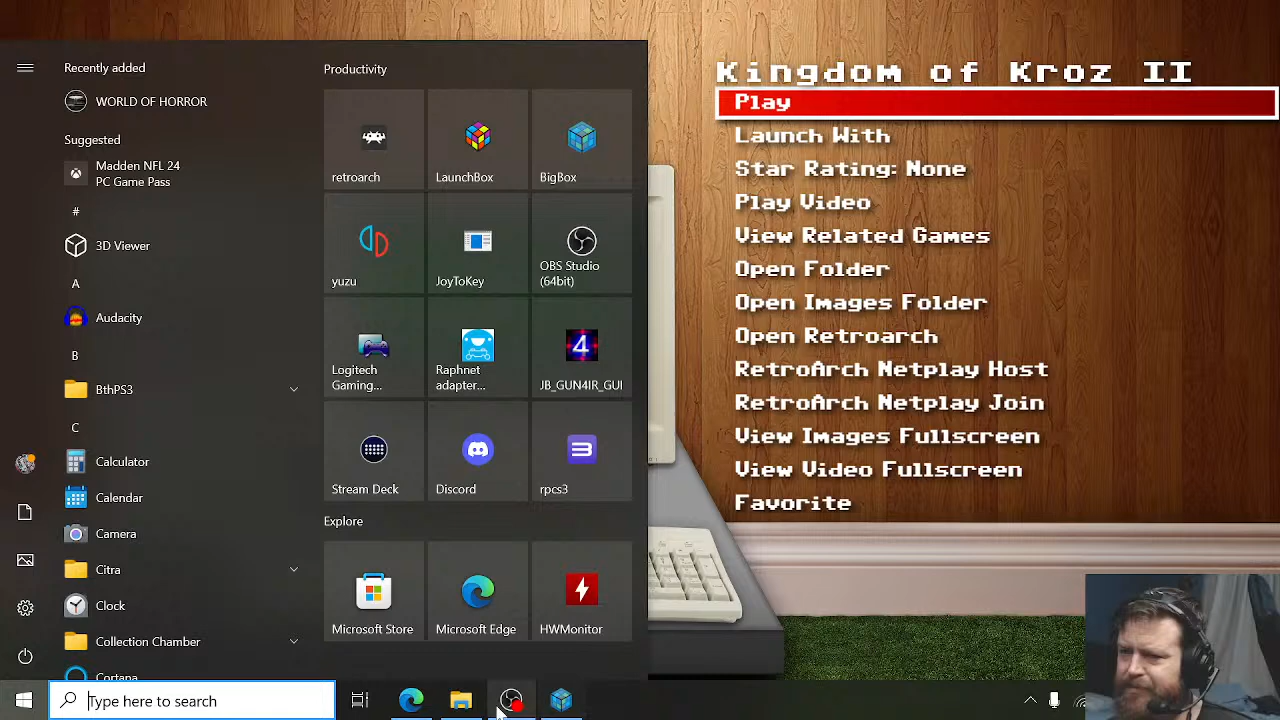 Recently added
WORLD OF HORROR
Suggested
Madden NFL 24
PC Game Pass
#
3D Viewer
A
Audacity
B
BthPS3
C
Calculator
Calendar
Camera
Citra
Clock
Collection Chamber
Cortana
Productivity
retroarch
LaunchBox
BigBox
yuzu
JoyToKey
OBS Studio
(64bit)
Logitech
Gaming...
Raphnet
adapter...
4
JB_GUN4IR_GUI
Stream Deck
Discord
rpcs3
Explore
Microsoft Store
Microsoft Edge
HWMonitor
Type here to search
Kingdom of Kroz II
Play
Launch With
Star Rating: None
Play Video
View Related Games
Open Folder
Open Images Folder
Open Retroarch
RetroArch Netplay Host
RetroArch Netplay Join
View Images Fullscreen
View Video Fullscreen
Favorite